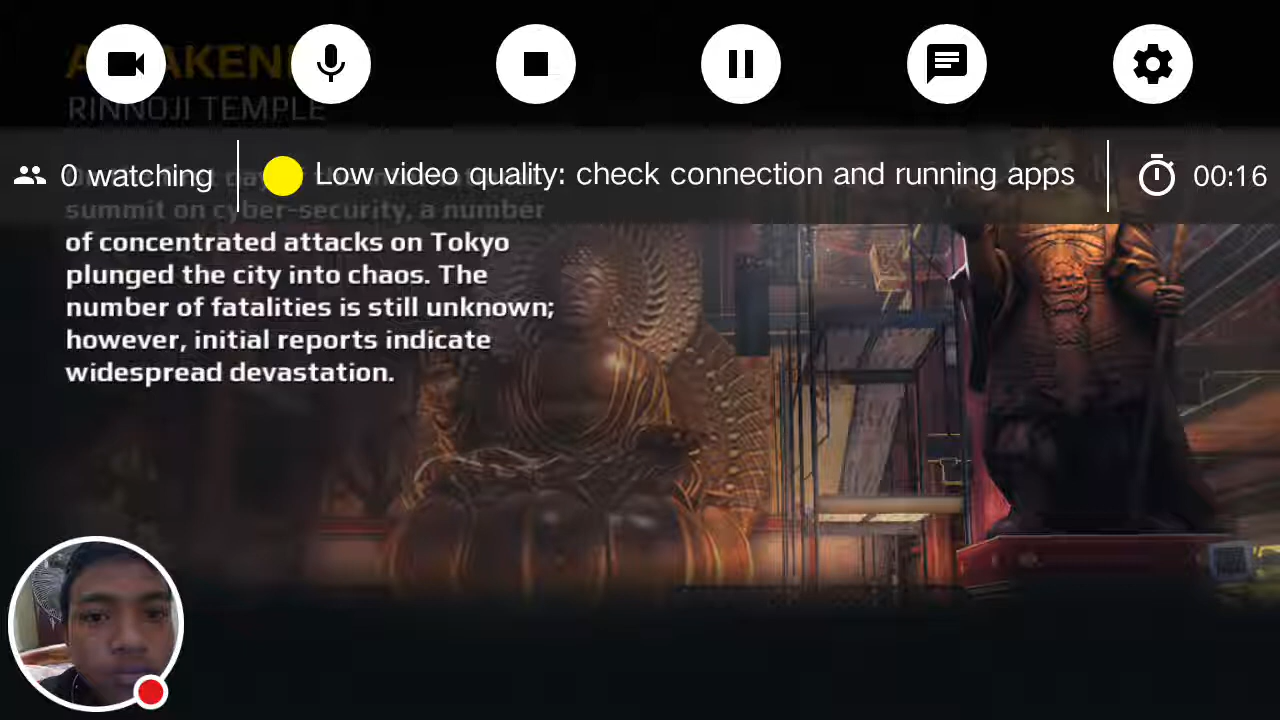 RINNOJI TEMPLE
0 watching
Low video quality: check connection and running apps
00:16
summit on cyber-security, a number
of concentrated attacks on Tokyo
plunged the city into chaos. The
number of fatalities is still unknown;
however, initial reports indicate
widespread devastation.